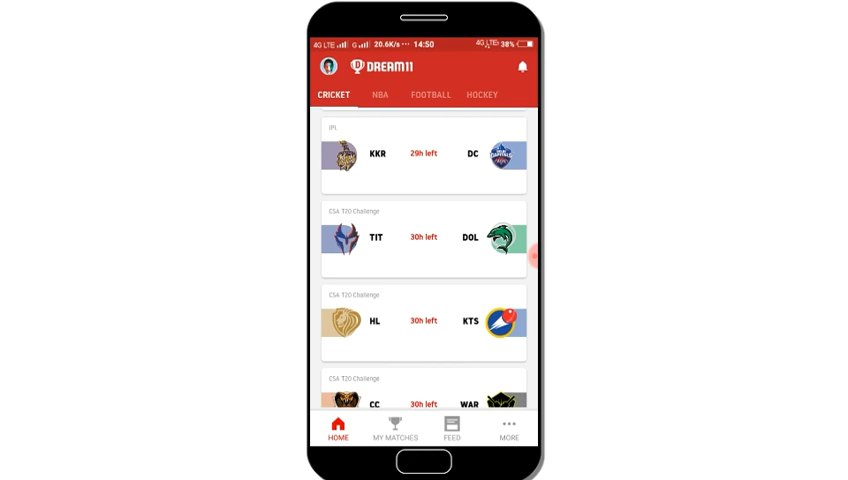 4G LTE G 20.6K/s ··· 14:50 4G LTE 38%
DREAM11
CRICKET NBA FOOTBALL HOCKEY
IPL
KKR 29h left DC
CSA T20 Challenge
TIT 30h left DOL
CSA T20 Challenge
HL 30h left KTS
CSA T20 Challenge
CC 30h left WAR
HOME MY MATCHES FEED MORE